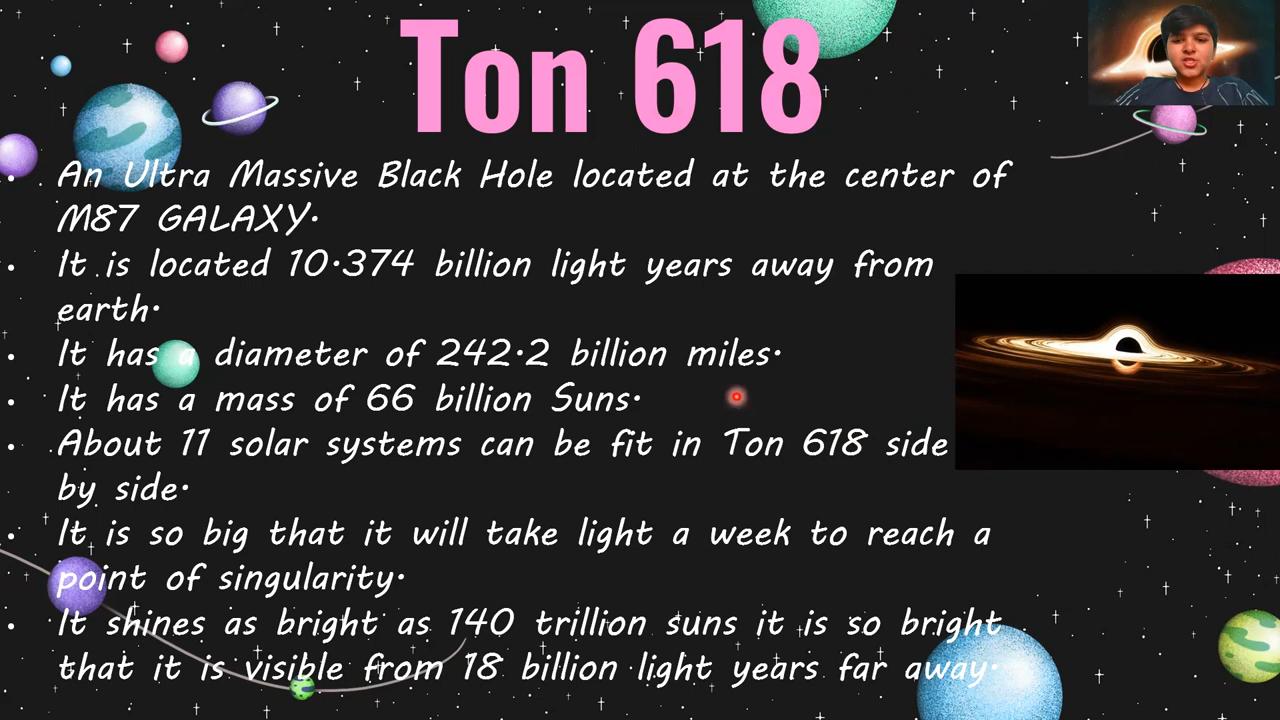 Ton 618
• An Ultra Massive Black Hole located at the center of
M87 GALAXY.
• It is located 10.374 billion light years away from
earth.
• It has a diameter of 242.2 billion miles.
• It has a mass of 66 billion Suns.
• About 11 solar systems can be fit in Ton 618 side
by side.
• It is so big that it will take light a week to reach a
point of singularity.
• It shines as bright as 140 trillion suns it is so bright
that it is visible from 18 billion light years far away.